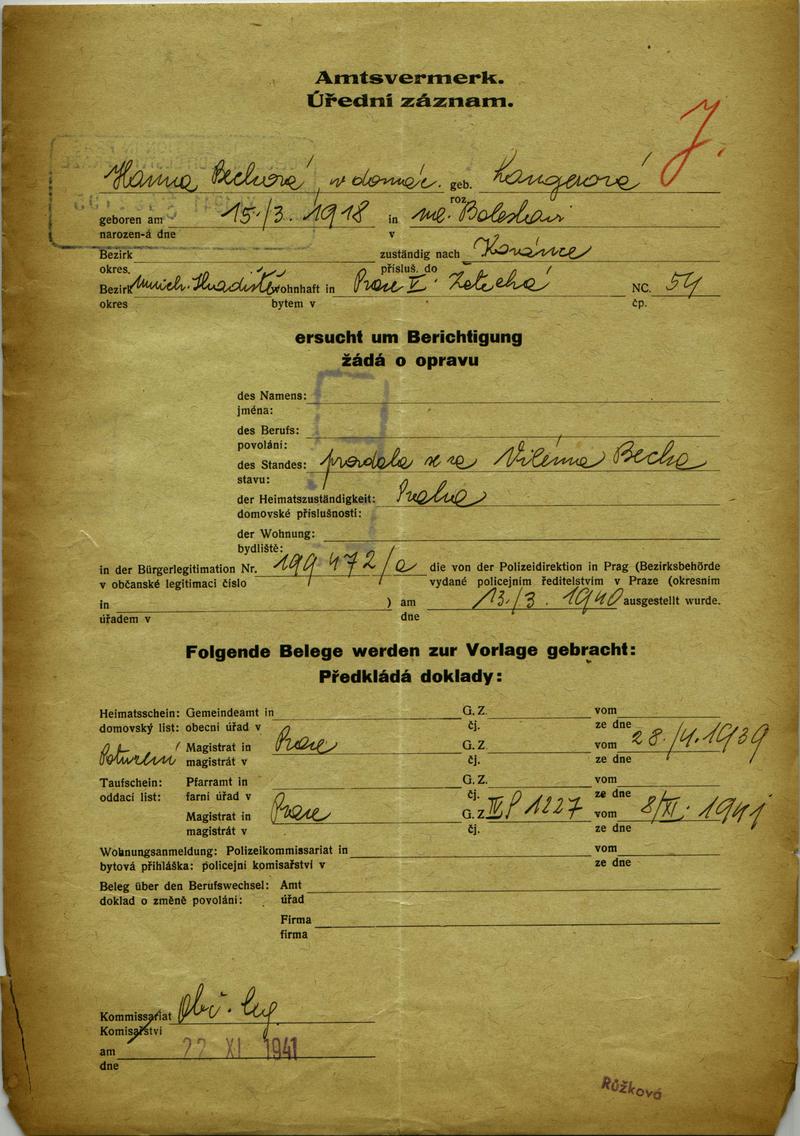 Amtsvermerk.
Úřední záznam.
J.
Hanna Bechová, v domác. geb. Langerová
roz.
geboren am 15./3. 1918 in ml. Boleslavi
narozen-á dne v
Bezirk zuständig nach
okres. přísluš. do
Bezirk Mnich. Hradiště wohnhaft in Praze V. NC. 54
okres bytem v čp.
ersucht um Berichtigung
žádá o opravu
des Namens:
jména:
des Berufs:
povolání:
des Standes: provdala se za Viléma Becha
stavu:
der Heimatszuständigkeit: Praha
domovské příslušnosti:
der Wohnung:
bydliště:
in der Bürgerlegitimation Nr. 199472/a die von der Polizeidirektion in Prag (Bezirksbehörde
v občanské legitimaci číslo vydané policejním ředitelstvím v Praze (okresním
in ) am 13./3. 1940 ausgestellt wurde.
úřadem v dne
Folgende Belege werden zur Vorlage gebracht:
Předkládá doklady:
Heimatsschein: Gemeindeamt in G. Z. vom
domovský list: obecní úřad v čj. ze dne
Potvrzení Magistrat in Praze G. Z. vom 28./4. 1939
magistrát v čj. ze dne
Taufschein: Pfarramt in G. Z. vom
oddací list: farní úřad v čj. ze dne
Magistrat in Praze G. Z. 1227 vom 8/XI. 1941
magistrát v čj. ze dne
Wohnungsanmeldung: Polizeikommissariat in vom
bytová přihláška: policejní komisařství v ze dne
Beleg über den Berufswechsel: Amt
doklad o změně povolání: úřad
Firma
firma
Kommissariat Obč. leg.
Komisařství
am 22 XI 1941
dne
Růžková